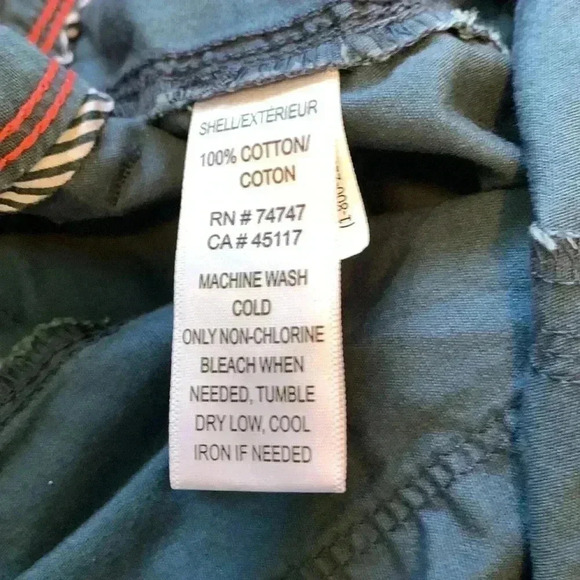 SHELL/EXTÉRIEUR
100% COTTON/
COTON
RN # 74747
CA # 45117
MACHINE WASH
COLD
ONLY NON-CHLORINE
BLEACH WHEN
NEEDED, TUMBLE
DRY LOW, COOL
IRON IF NEEDED